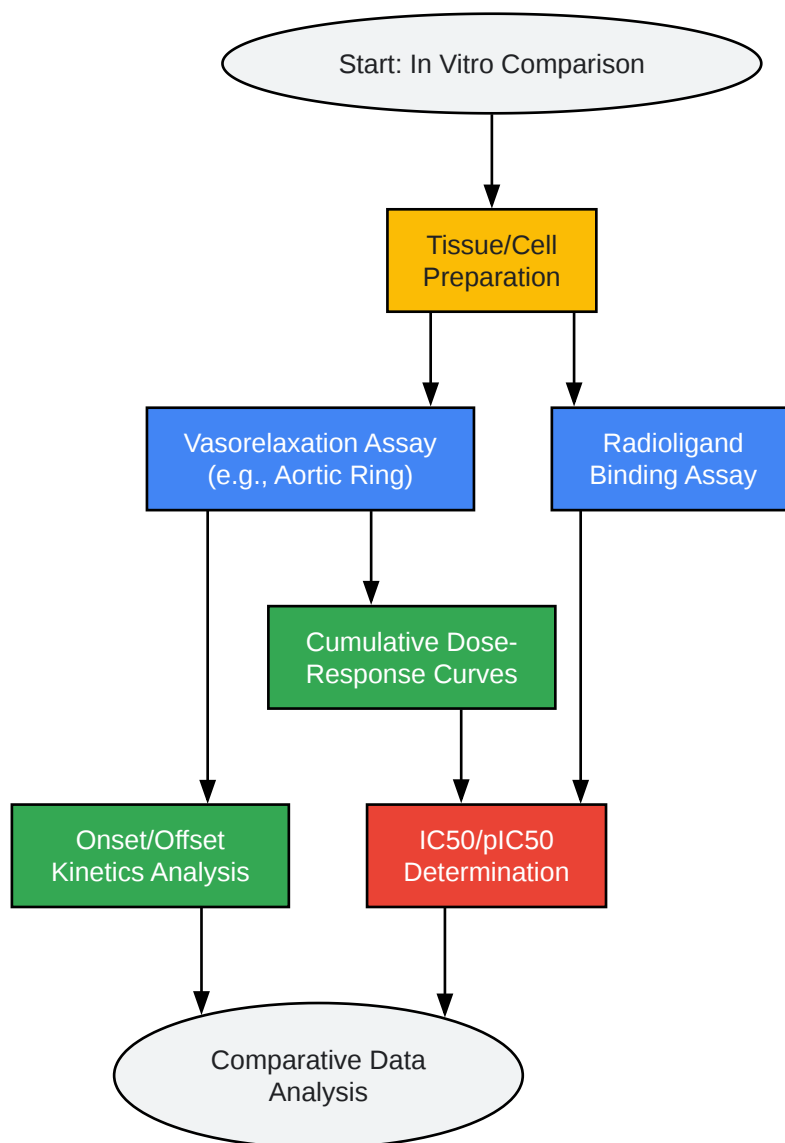 Start: In Vitro Comparison
Tissue/Cell
Preparation
Vasorelaxation Assay
(e.g., Aortic Ring)
Radioligand
Binding Assay
Cumulative Dose-
Response Curves
Onset/Offset
Kinetics Analysis
IC50/pIC50
Determination
Comparative Data
Analysis